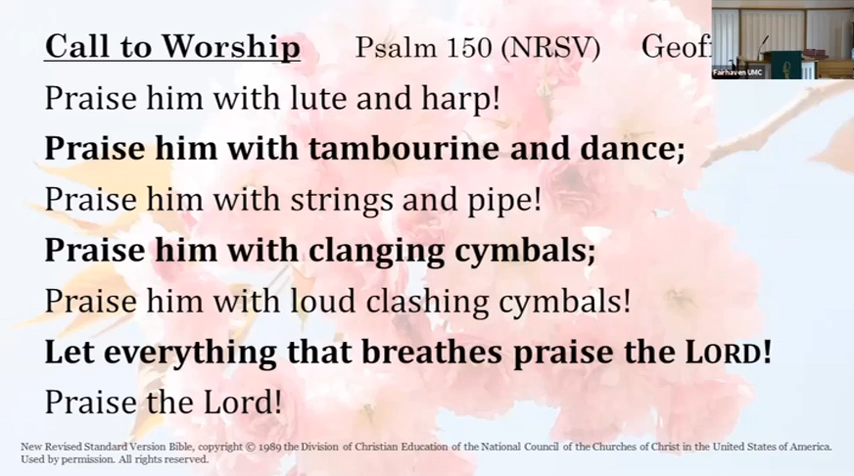 Call to Worship Psalm 150 (NRSV) Geof
Fairhaven UMC
Praise him with lute and harp!
Praise him with tambourine and dance;
Praise him with strings and pipe!
Praise him with clanging cymbals;
Praise him with loud clashing cymbals!
Let everything that breathes praise the LORD!
Praise the Lord!
New Revised Standard Version Bible, copyright © 1989 the Division of Christian Education of the National Council of the Churches of Christ in the United States of America.
Used by permission. All rights reserved.